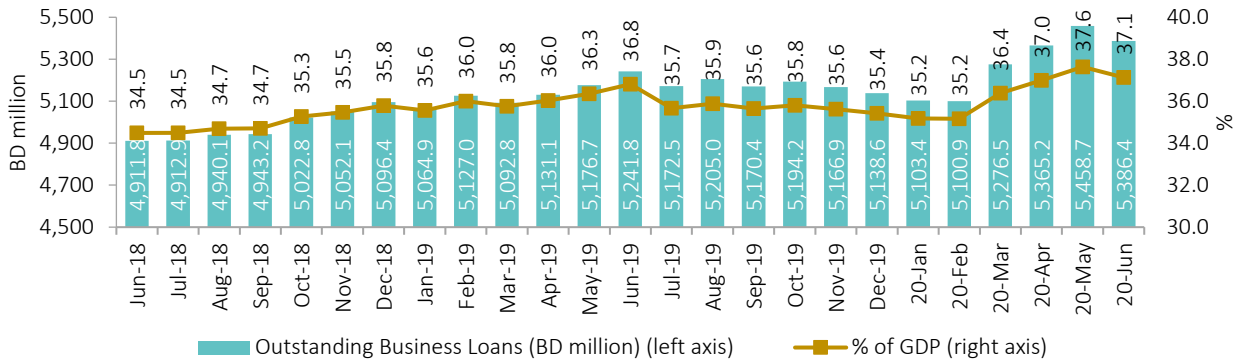 5,500
5,300
5,100
4,900
4,700
4,500
BD million
34.5
34.5
34.7
34.7
35.3
35.5
35.8
35.6
36.0
35.8
36.0
36.3
36.8
35.7
35.9
35.6
35.8
35.6
35.4
35.2
35.2
36.4
37.0
37.6
37.1
4,911.8
4,912.9
4,940.1
4,943.2
5,022.8
5,052.1
5,096.4
5,064.9
5,127.0
5,092.8
5,131.1
5,176.7
5,241.8
5,172.5
5,205.0
5,170.4
5,194.2
5,166.9
5,138.6
5,103.4
5,100.9
5,276.5
5,365.2
5,458.7
5,386.4
40.0
38.0
36.0
34.0
32.0
30.0
%
Jun-18
Jul-18
Aug-18
Sep-18
Oct-18
Nov-18
Dec-18
Jan-19
Feb-19
Mar-19
Apr-19
May-19
Jun-19
Jul-19
Aug-19
Sep-19
Oct-19
Nov-19
Dec-19
20-Jan
20-Feb
20-Mar
20-Apr
20-May
20-Jun
Outstanding Business Loans (BD million) (left axis)
% of GDP (right axis)